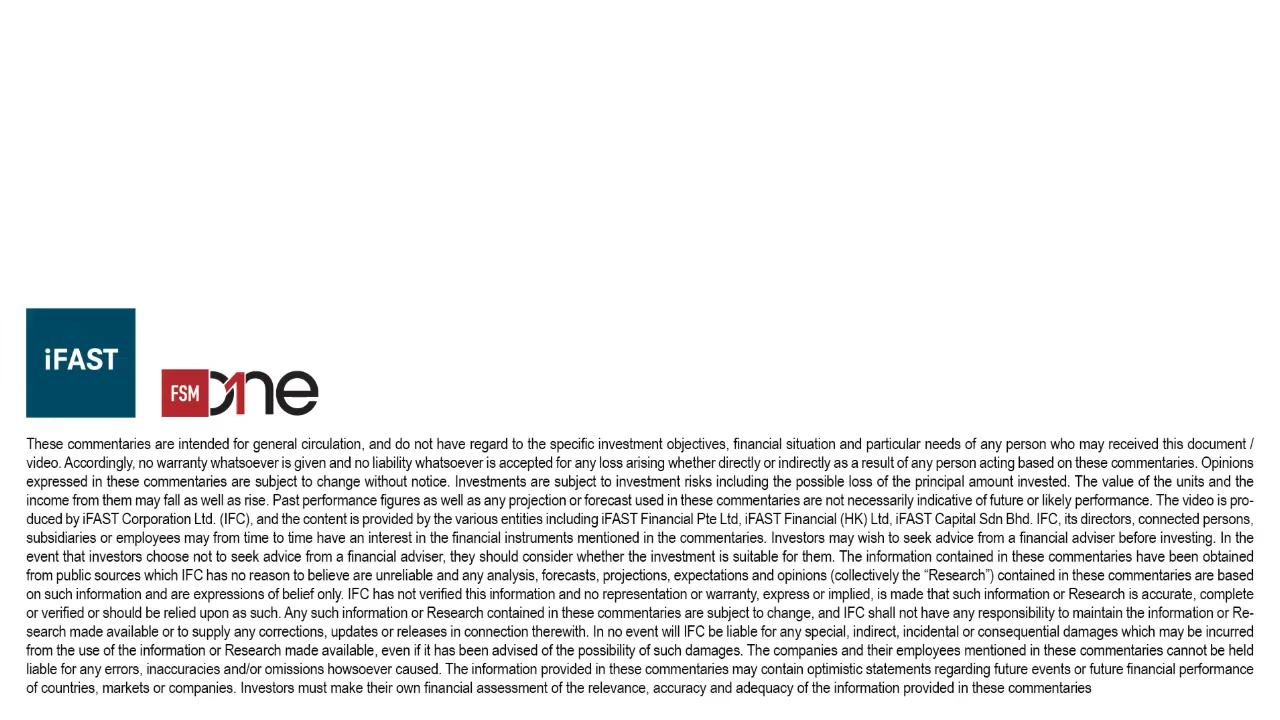 iFAST
FSM One
These commentaries are intended for general circulation, and do not have regard to the specific investment objectives, financial situation and particular needs of any person who may received this document /
video. Accordingly, no warranty whatsoever is given and no liability whatsoever is accepted for any loss arising whether directly or indirectly as a result of any person acting based on these commentaries. Opinions
expressed in these commentaries are subject to change without notice. Investments are subject to investment risks including the possible loss of the principal amount invested. The value of the units and the
income from them may fall as well as rise. Past performance figures as well as any projection or forecast used in these commentaries are not necessarily indicative of future or likely performance. The video is pro-
duced by iFAST Corporation Ltd. (IFC), and the content is provided by the various entities including iFAST Financial Pte Ltd, iFAST Financial (HK) Ltd, iFAST Capital Sdn Bhd. IFC, its directors, connected persons,
subsidiaries or employees may from time to time have an interest in the financial instruments mentioned in the commentaries. Investors may wish to seek advice from a financial adviser before investing. In the
event that investors choose not to seek advice from a financial adviser, they should consider whether the investment is suitable for them. The information contained in these commentaries have been obtained
from public sources which IFC has no reason to believe are unreliable and any analysis, forecasts, projections, expectations and opinions (collectively the “Research”) contained in these commentaries are based
on such information and are expressions of belief only. IFC has not verified this information and no representation or warranty, express or implied, is made that such information or Research is accurate, complete
or verified or should be relied upon as such. Any such information or Research contained in these commentaries are subject to change, and IFC shall not have any responsibility to maintain the information or Re-
search made available or to supply any corrections, updates or releases in connection therewith. In no event will IFC be liable for any special, indirect, incidental or consequential damages which may be incurred
from the use of the information or Research made available, even if it has been advised of the possibility of such damages. The companies and their employees mentioned in these commentaries cannot be held
liable for any errors, inaccuracies and/or omissions howsoever caused. The information provided in these commentaries may contain optimistic statements regarding future events or future financial performance
of countries, markets or companies. Investors must make their own financial assessment of the relevance, accuracy and adequacy of the information provided in these commentaries